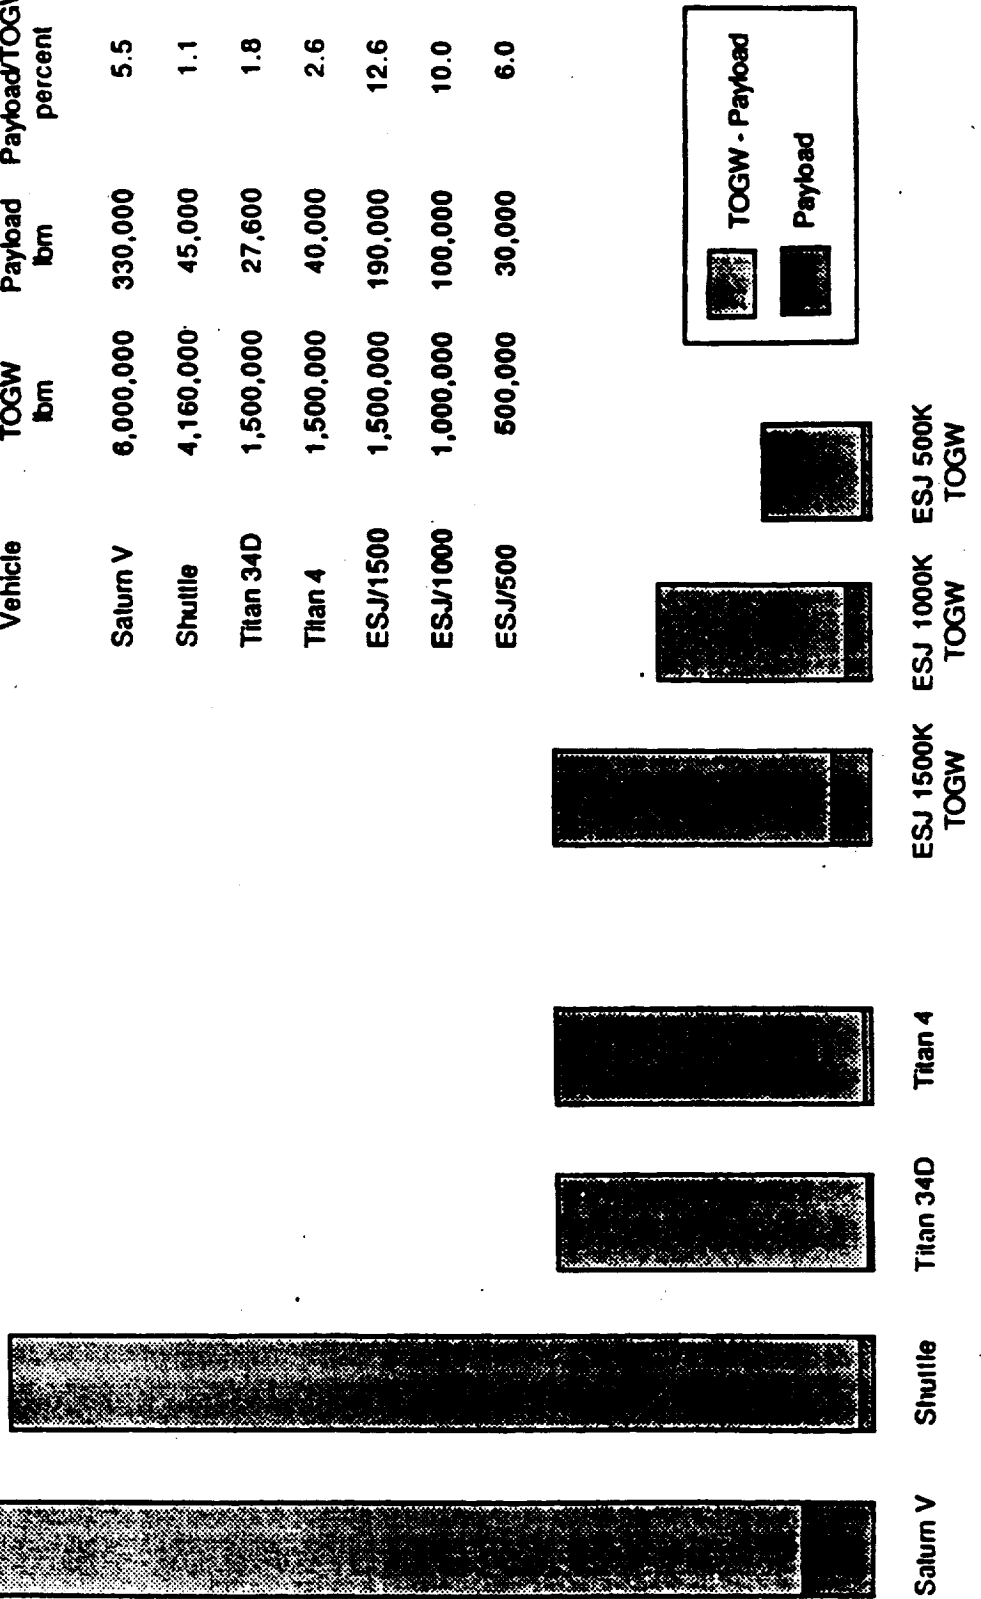 Vehicle TOGW Payload Payload/TOGW
lbm lbm percent
Saturn V 6,000,000 330,000 5.5
Shuttle 4,160,000 45,000 1.1
Titan 34D 1,500,000 27,600 1.8
Titan 4 1,500,000 40,000 2.6
ESJ/1500 1,500,000 190,000 12.6
ESJ/1000 1,000,000 100,000 10.0
ESJ/500 500,000 30,000 6.0
TOGW - Payload
Payload
Saturn V Shuttle Titan 34D Titan 4 ESJ 1500K ESJ 1000K ESJ 500K
TOGW TOGW TOGW